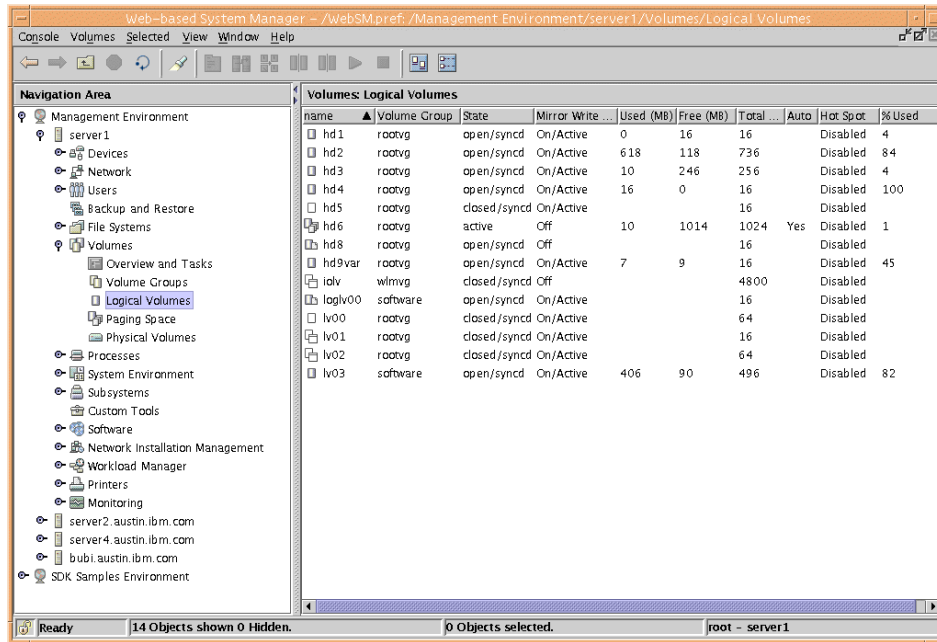 Web-based System Manager - /WebSM.pref: /Management Environment/server1/Volumes/Logical Volumes
Console Volumes Selected View Window Help
Navigation Area
Management Environment
server1
Devices
Network
Users
Backup and Restore
File Systems
Volumes
Overview and Tasks
Volume Groups
Logical Volumes
Paging Space
Physical Volumes
Processes
System Environment
Subsystems
Custom Tools
Software
Network Installation Management
Workload Manager
Printers
Monitoring
server2.austin.ibm.com
server4.austin.ibm.com
bubi.austin.ibm.com
SDK Samples Environment
Volumes: Logical Volumes
name Volume Group State Mirror Write ... Used (MB) Free (MB) Total ... Auto Hot Spot % Used
hd1 rootvg open/syncd On/Active 0 16 16 Disabled 4
hd2 rootvg open/syncd On/Active 618 118 736 Disabled 84
hd3 rootvg open/syncd On/Active 10 246 256 Disabled 4
hd4 rootvg open/syncd On/Active 16 0 16 Disabled 100
hd5 rootvg closed/syncd On/Active 16 Disabled
hd6 rootvg active Off 10 1014 1024 Yes Disabled 1
hd8 rootvg open/syncd Off 16 Disabled
hd9var rootvg open/syncd On/Active 7 9 16 Disabled 45
iolv wlmvg closed/syncd Off 4800 Disabled
loglv00 software open/syncd On/Active 16 Disabled
lv00 rootvg closed/syncd On/Active 64 Disabled
lv01 rootvg closed/syncd On/Active 16 Disabled
lv02 rootvg closed/syncd On/Active 64 Disabled
lv03 software open/syncd On/Active 406 90 496 Disabled 82
Ready 14 Objects shown 0 Hidden. 0 Objects selected. root - server1